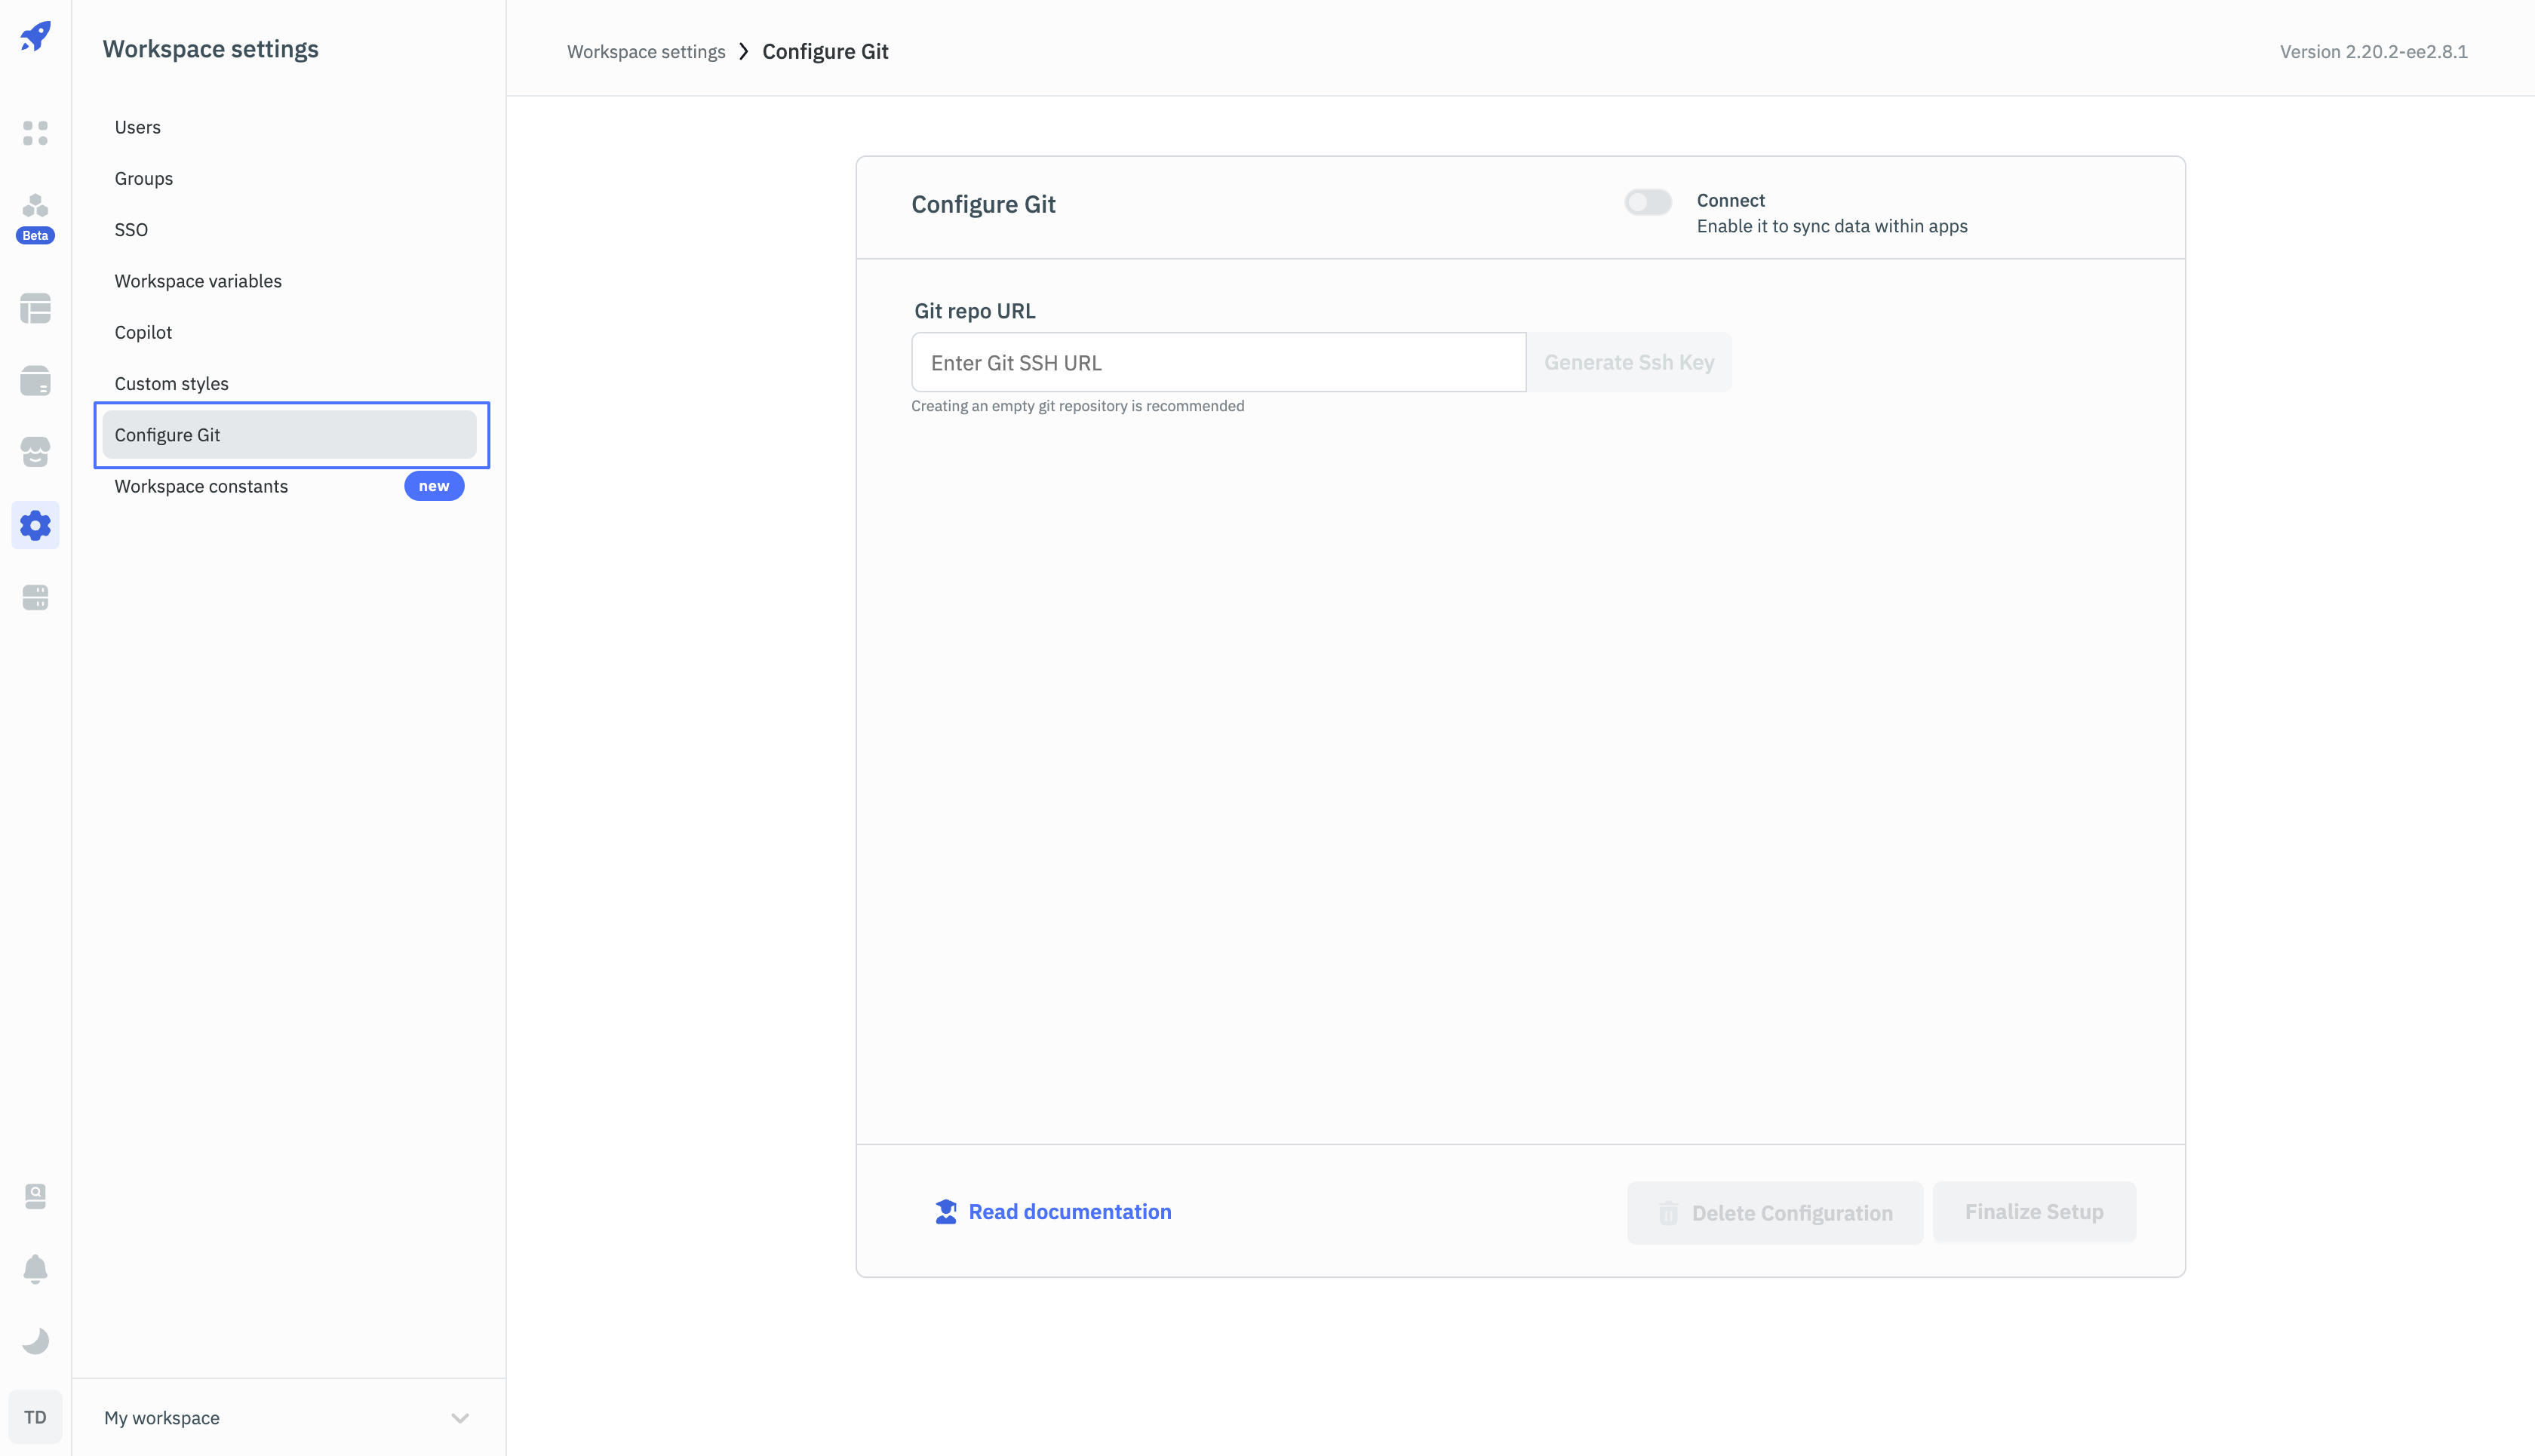 Workspace settings
Users
Groups
SSO
Workspace variables
Copilot
Custom styles
Configure Git
Workspace constants new
Beta
TD
My workspace
Workspace settings > Configure Git
Version 2.20.2-ee2.8.1
Configure Git
Connect
Enable it to sync data within apps
Git repo URL
Enter Git SSH URL
Generate Ssh Key
Creating an empty git repository is recommended
Read documentation
Delete Configuration
Finalize Setup